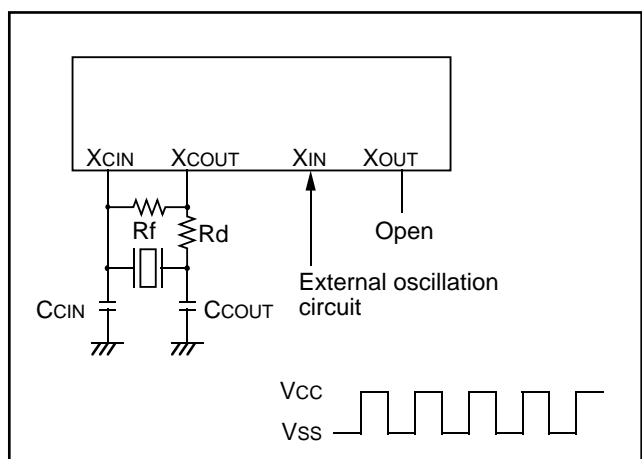 XCIN XCOUT XIN XOUT
Rf Rd
Open
External oscillation
circuit
CCIN CCOUT
VCC
VSS